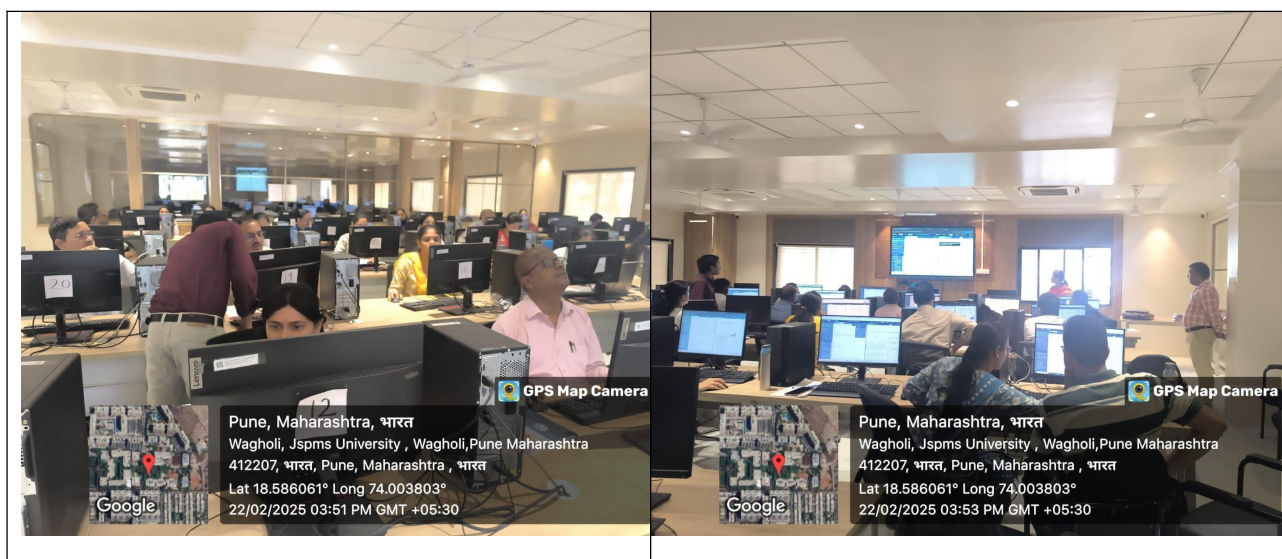 20
19
16
Lenovo
12
GPS Map Camera
Google
Pune, Maharashtra, भारत
Wagholi, Jspms University , Wagholi,Pune Maharashtra
412207, भारत, Pune, Maharashtra , भारत
Lat 18.586061° Long 74.003803°
22/02/2025 03:51 PM GMT +05:30
GPS Map Camera
Google
Pune, Maharashtra, भारत
Wagholi, Jspms University , Wagholi,Pune Maharashtra
412207, भारत, Pune, Maharashtra , भारत
Lat 18.586061° Long 74.003803°
22/02/2025 03:53 PM GMT +05:30